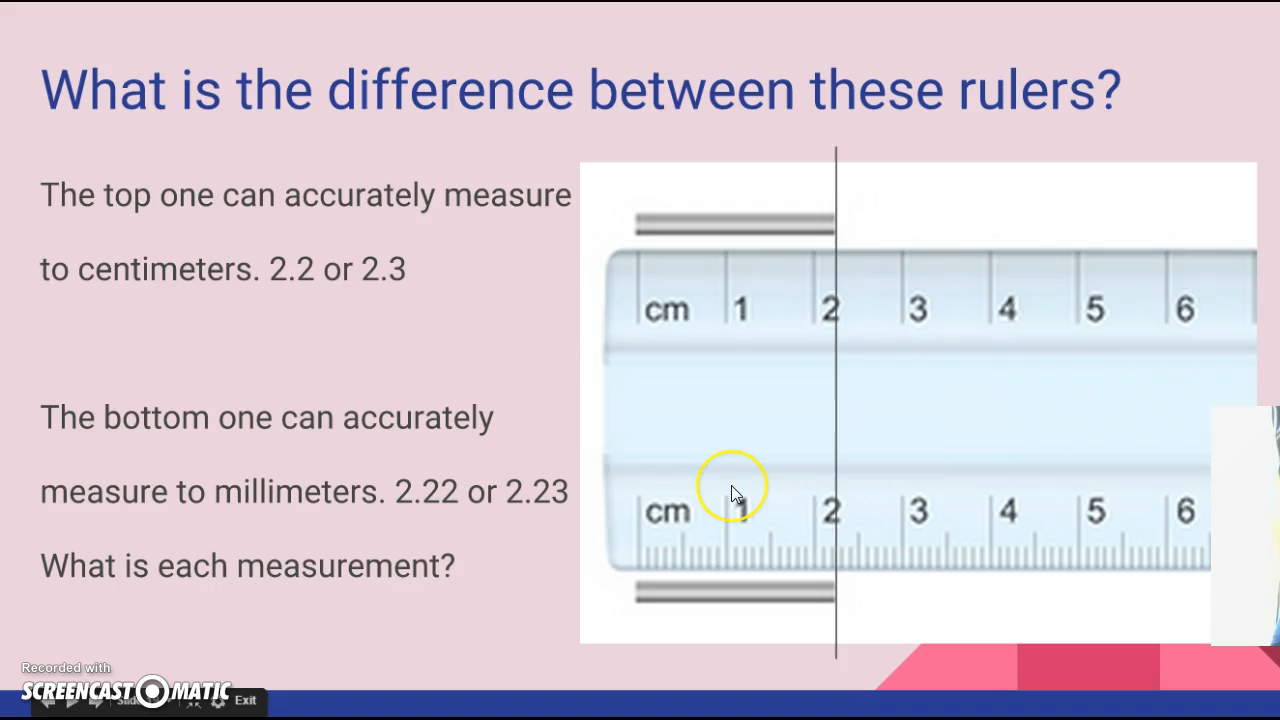 What is the difference between these rulers?
The top one can accurately measure
to centimeters. 2.2 or 2.3
The bottom one can accurately
measure to millimeters. 2.22 or 2.23
What is each measurement?
cm 1 2 3 4 5 6
cm 1 2 3 4 5 6
Recorded with
SCREENCAST MATIC
Exit